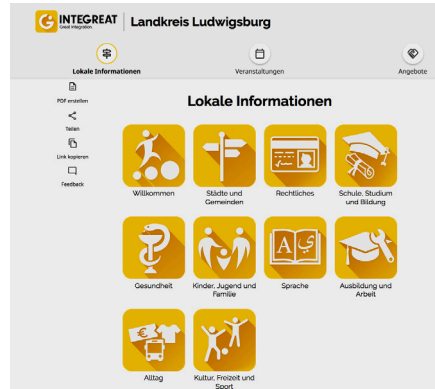 INTEGREAT
Great Integration.
Landkreis Ludwigsburg
Lokale Informationen
Veranstaltungen
Angebote
PDF erstellen
Teilen
Link kopieren
Feedback
Lokale Informationen
Willkommen
Städte und
Gemeinden
Rechtliches
Schule, Studium
und Bildung
Gesundheit
Kinder, Jugend und
Familie
Sprache
Ausbildung und
Arbeit
Alltag
Kultur, Freizeit und
Sport